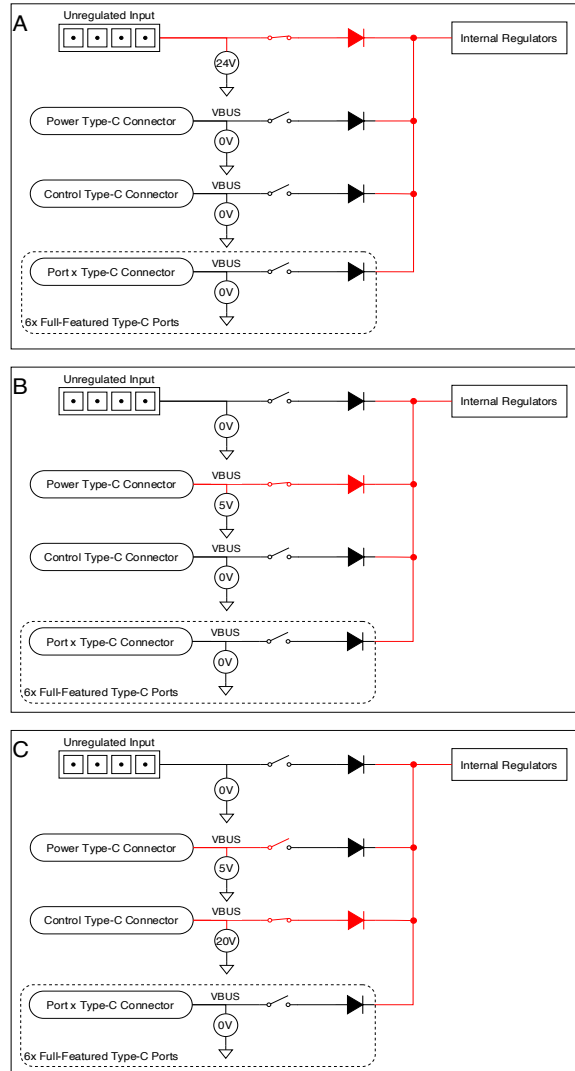 A
Unregulated Input
Internal Regulators
24V
VBUS
Power Type-C Connector
0V
VBUS
Control Type-C Connector
0V
VBUS
Port x Type-C Connector
0V
6x Full-Featured Type-C Ports
B
Unregulated Input
Internal Regulators
0V
VBUS
Power Type-C Connector
5V
VBUS
Control Type-C Connector
0V
VBUS
Port x Type-C Connector
0V
6x Full-Featured Type-C Ports
C
Unregulated Input
Internal Regulators
0V
VBUS
Power Type-C Connector
5V
VBUS
Control Type-C Connector
20V
VBUS
Port x Type-C Connector
0V
6x Full-Featured Type-C Ports